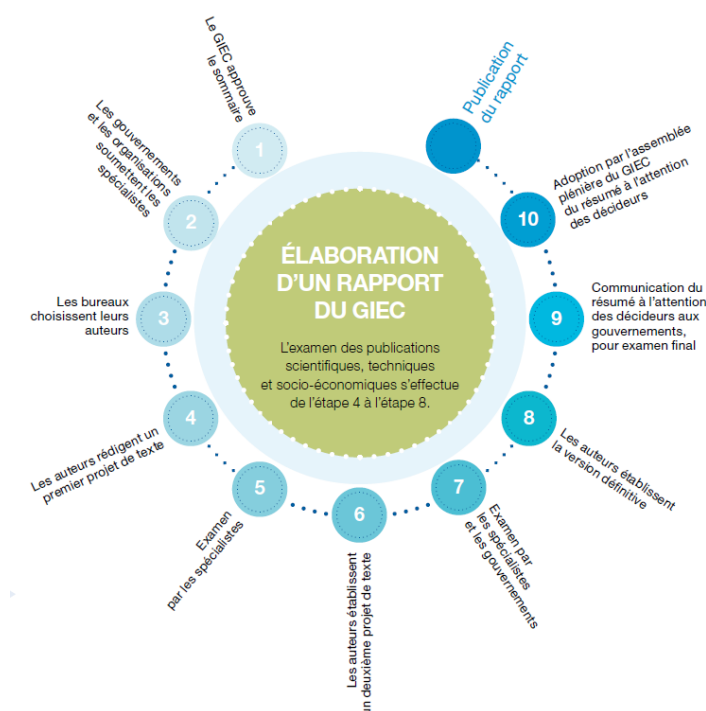 ÉLABORATION
D'UN RAPPORT
DU GIEC
L'examen des publications
scientifiques, techniques
et socio-économiques s'effectue
de l'étape 4 à l'étape 8.
1
Le GIEC approuve
le sommaire
2
Les gouvernements
et les organisations
soumettent les
spécialistes
3
Les bureaux
choisissent leurs
auteurs
4
Les auteurs rédigent un
premier projet de texte
5
Examen
par les spécialistes
6
Les auteurs établissent
un deuxième projet de texte
7
Examen par
les spécialistes
et les gouvernements
8
Les auteurs établissent
la version définitive
9
Communication du
résumé à l'attention
des décideurs aux
gouvernements,
pour examen final
10
Adoption par l'assemblée
plénière du GIEC
du résumé à l'attention
des décideurs
Publication
du rapport